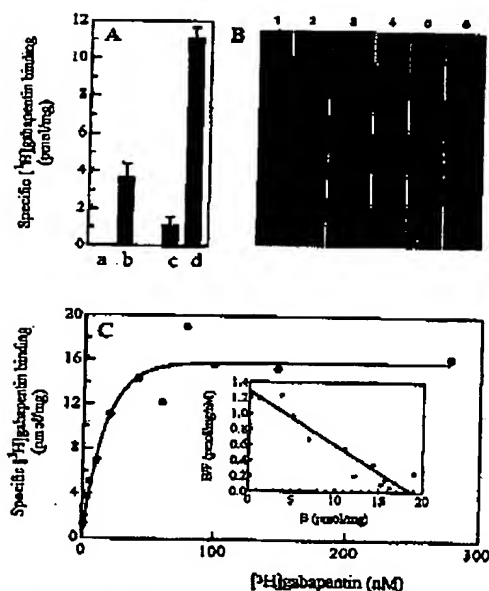 A
Specific [³H]gabapentin binding
(pmol/mg)
12
10
8
6
4
2
0
a b c d
B
1 2 3 4 5 6
C
Specific [³H]gabapentin binding
20
16
12
8
4
0
0 100 200 300
[³H]gabapentin (nM)
1.4
1.2
1.0
0.8
0.6
0.4
0.2
0.0
0 5 10 15 20
B (pmol/mg)